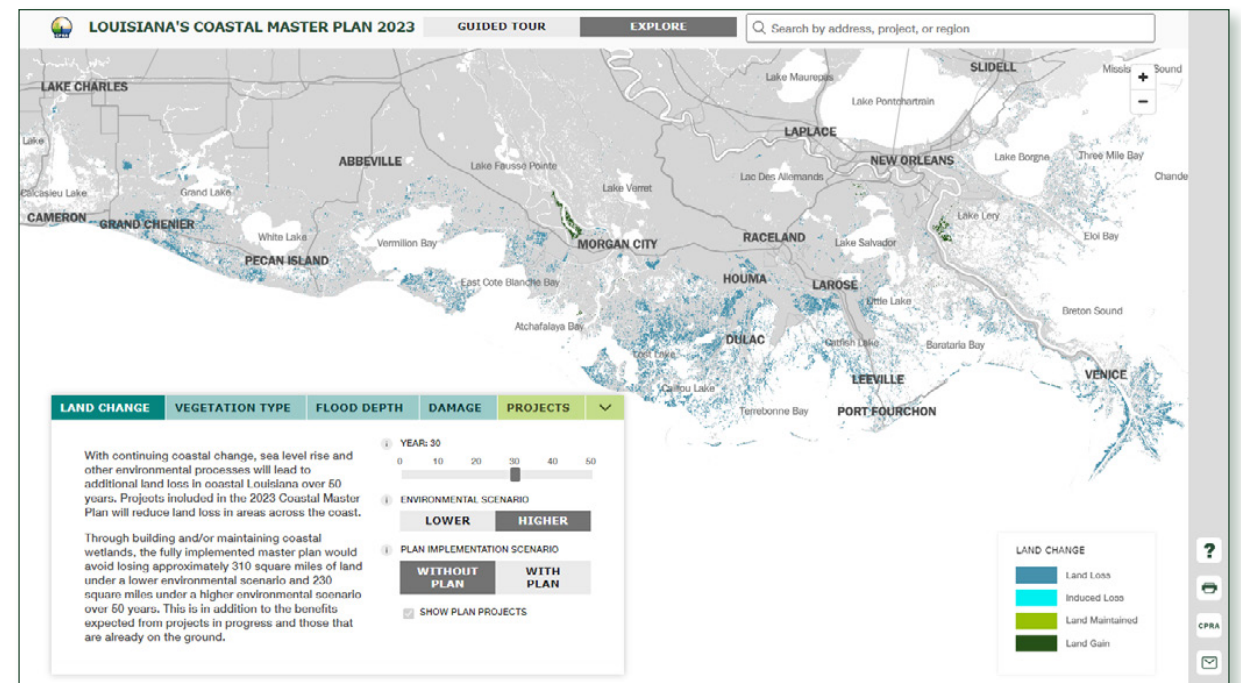 LOUISIANA'S COASTAL MASTER PLAN 2023
GUIDED TOUR
EXPLORE
Search by address, project, or region
SLIDELL
Lake Maurepas
Sound
LAKE CHARLES
Lake Pontchartrain
LAPLACE
Lake
ABBEVILLE
Lake Fausse Pointe
NEW ORLEANS
Lake Borgne
Three Mile Bay
Lac Des Allemands
Chande
Calcasieu Lake
Grand Lake
Lake Verret
CAMERON
GRAND CHENIER
Lake Lery
White Lake
Vermilion Bay
MORGAN CITY
RACELAND
Lake Salvador
Eloi Bay
PECAN ISLAND
East Cote Blanche Bay
HOUMA
LAROSE
Little Lake
Breton Sound
Atchafalaya Bay
DULAC
Catfish Lake
Barataria Bay
Lost Lake
VENICE
Caillou Lake
LEEVILLE
Terrebonne Bay
PORT FOURCHON
LAND CHANGE
VEGETATION TYPE
FLOOD DEPTH
DAMAGE
PROJECTS
With continuing coastal change, sea level rise and
other environmental processes will lead to
additional land loss in coastal Louisiana over 50
years. Projects included in the 2023 Coastal Master
Plan will reduce land loss in areas across the coast.
Through building and/or maintaining coastal
wetlands, the fully implemented master plan would
avoid losing approximately 310 square miles of land
under a lower environmental scenario and 230
square miles under a higher environmental scenario
over 50 years. This is in addition to the benefits
expected from projects in progress and those that
are already on the ground.
YEAR: 30
0 10 20 30 40 50
ENVIRONMENTAL SCENARIO
LOWER
HIGHER
PLAN IMPLEMENTATION SCENARIO
WITHOUT
PLAN
WITH
PLAN
SHOW PLAN PROJECTS
LAND CHANGE
Land Loss
Induced Loss
Land Maintained
Land Gain
?
CPRA